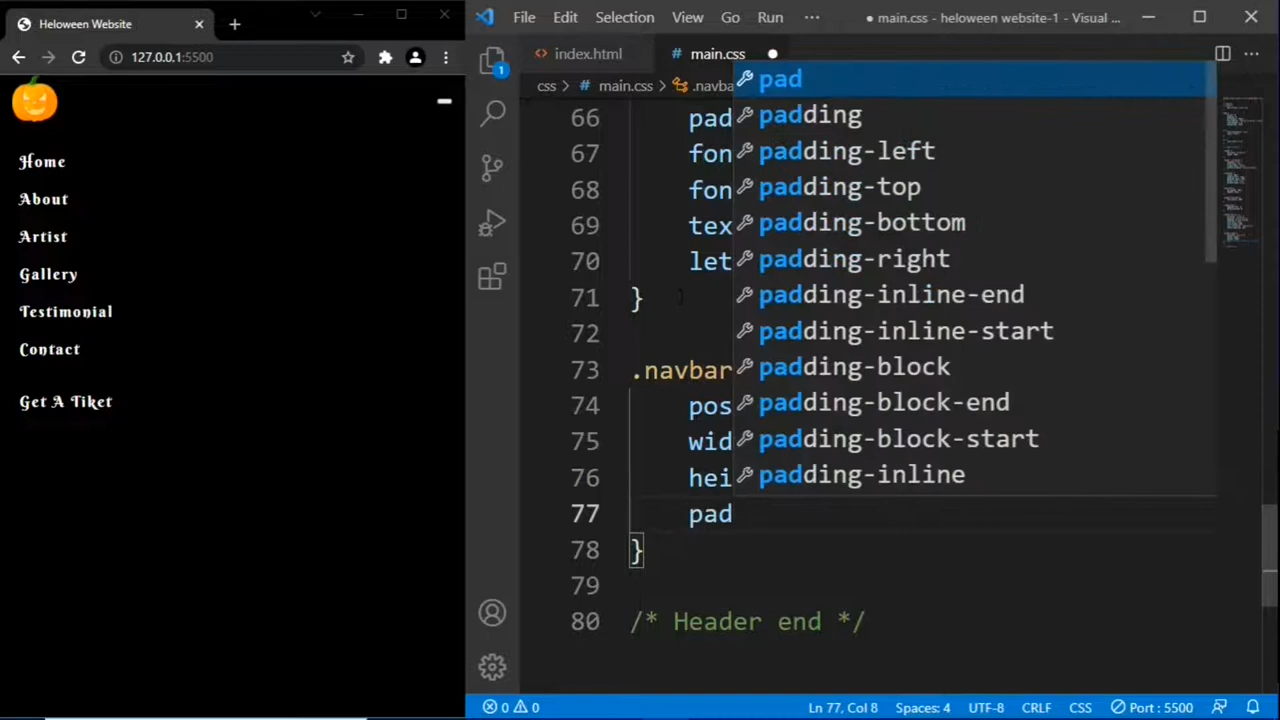 Heloween Website
127.0.0.1:5500
Home
About
Artist
Gallery
Testimonial
Contact
Get A Tiket
File Edit Selection View Go Run ···
● main.css - heloween website-1 - Visual ...
index.html
# main.css
css > # main.css > .navba
1
66 pad
67 fon
68 fon
69 tex
70 let
71 }
72
73 .navbar
74 pos
75 wid
76 hei
77 pad
78 }
79
80 /* Header end */
pad
padding
padding-left
padding-top
padding-bottom
padding-right
padding-inline-end
padding-inline-start
padding-block
padding-block-end
padding-block-start
padding-inline
0 0 Ln 77, Col 8 Spaces: 4 UTF-8 CRLF CSS Port : 5500